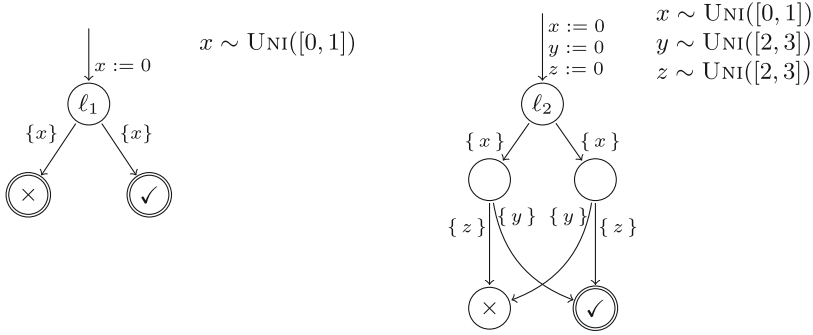 x := 0
x ∼ UNI([0, 1])
ℓ1
{x} {x}
× ✓
x := 0
y := 0
z := 0
x ∼ UNI([0, 1])
y ∼ UNI([2, 3])
z ∼ UNI([2, 3])
ℓ2
{ x } { x }
{ z } { y } { y } { z }
× ✓